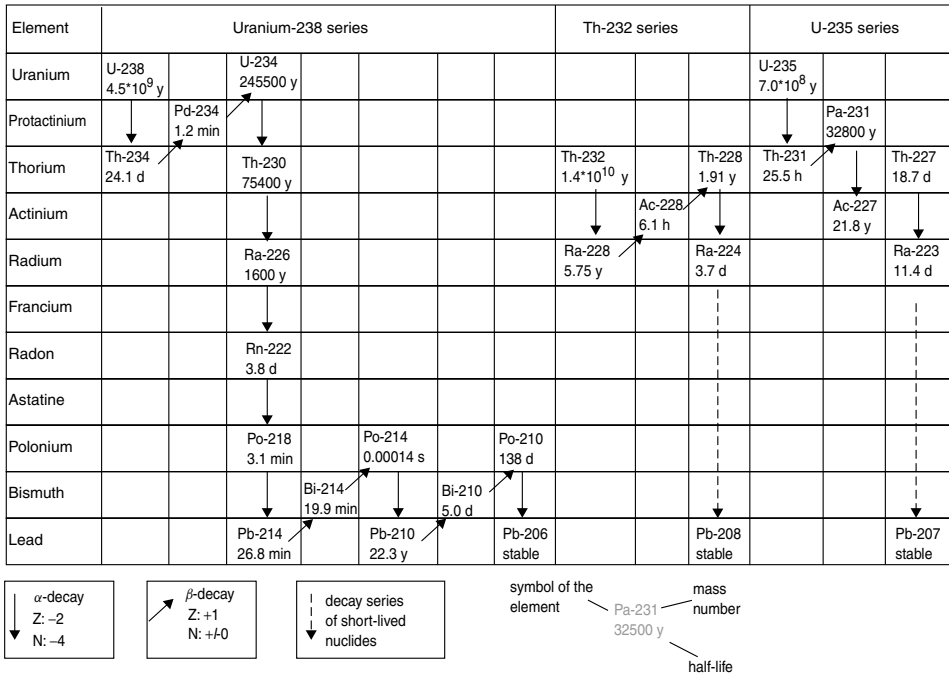 Element Uranium-238 series Th-232 series U-235 series
Uranium U-238 U-234 U-235
4.5*10⁹ y 245500 y 7.0*10⁸ y
Protactinium Pd-234 Pa-231
1.2 min 32800 y
Thorium Th-234 Th-230 Th-232 Th-228 Th-231 Th-227
24.1 d 75400 y 1.4*10¹⁰ y 1.91 y 25.5 h 18.7 d
Actinium Ac-228 Ac-227
6.1 h 21.8 y
Radium Ra-226 Ra-228 Ra-224 Ra-223
1600 y 5.75 y 3.7 d 11.4 d
Francium
Radon Rn-222
3.8 d
Astatine
Polonium Po-218 Po-214 Po-210
3.1 min 0.00014 s 138 d
Bismuth Bi-214 Bi-210
19.9 min 5.0 d
Lead Pb-214 Pb-210 Pb-206 Pb-208 Pb-207
26.8 min 22.3 y stable stable stable
α-decay
Z: −2
N: −4
β-decay
Z: +1
N: +/-0
decay series
of short-lived
nuclides
symbol of the
element
Pa-231
32500 y
mass
number
half-life